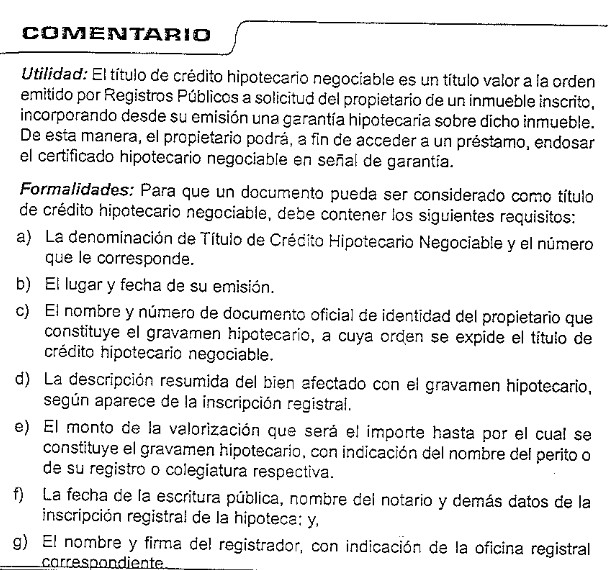 COMENTARIO
Utilidad: El título de crédito hipotecario negociable es un título valor a la orden
emitido por Registros Públicos a solicitud del propietario de un inmueble inscrito,
incorporando desde su emisión una garantía hipotecaria sobre dicho inmueble.
De esta manera, el propietario podrá, a fin de acceder a un préstamo, endosar
el certificado hipotecario negociable en señal de garantía.
Formalidades: Para que un documento pueda ser considerado como título
de crédito hipotecario negociable, debe contener los siguientes requisitos:
a) La denominación de Título de Crédito Hipotecario Negociable y el número
que le corresponde.
b) El lugar y fecha de su emisión.
c) El nombre y número de documento oficial de identidad del propietario que
constituye el gravamen hipotecario, a cuya orden se expide el título de
crédito hipotecario negociable.
d) La descripción resumida del bien afectado con el gravamen hipotecario,
según aparece de la inscripción registral.
e) El monto de la valorización que será el importe hasta por el cual se
constituye el gravamen hipotecario, con indicación del nombre del perito o
de su registro o colegiatura respectiva.
f) La fecha de la escritura pública, nombre del notario y demás datos de la
inscripción registral de la hipoteca; y,
g) El nombre y firma del registrador, con indicación de la oficina registral
correspondiente.